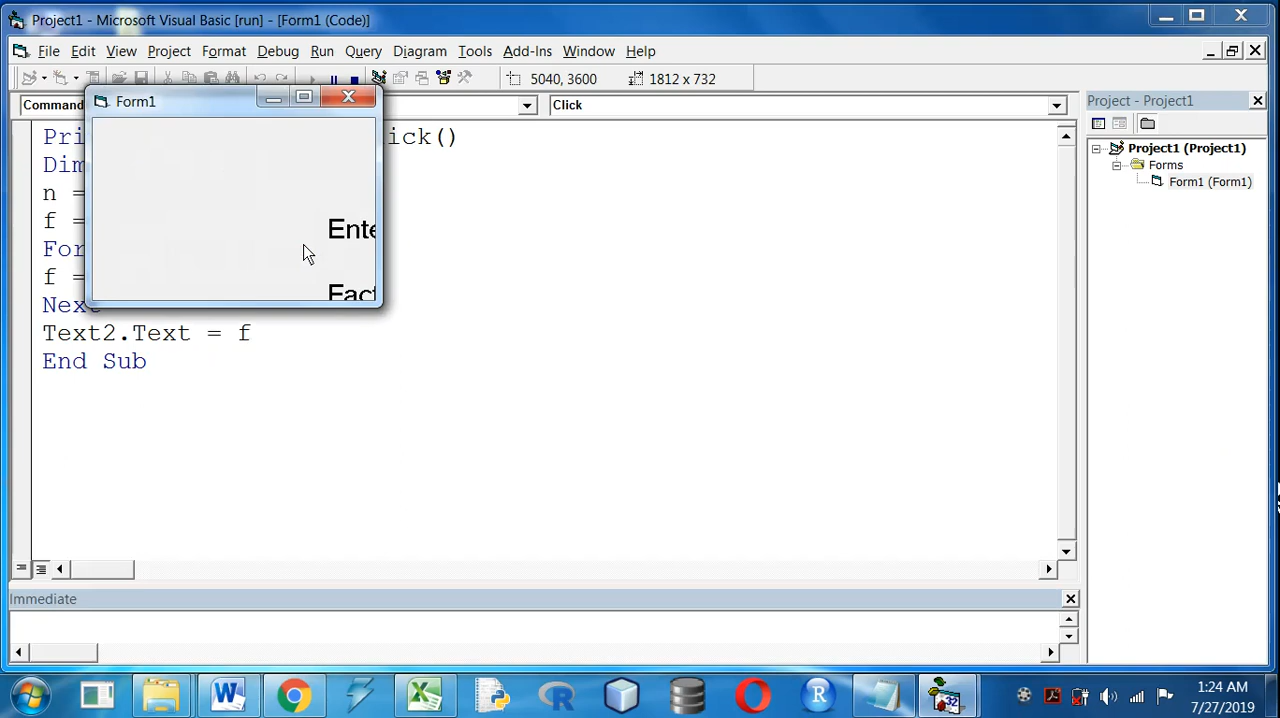 Project1 - Microsoft Visual Basic [run] - [Form1 (Code)]
File Edit View Project Format Debug Run Query Diagram Tools Add-Ins Window Help
5040, 3600 1812 x 732
Form1
Comman
Click
Project - Project1
Pri ick()
Dim
n =
f =
For
f =
Next
Text2.Text = f
End Sub
Ente
Fact
Project1 (Project1)
Forms
Form1 (Form1)
Immediate
1:24 AM
7/27/2019